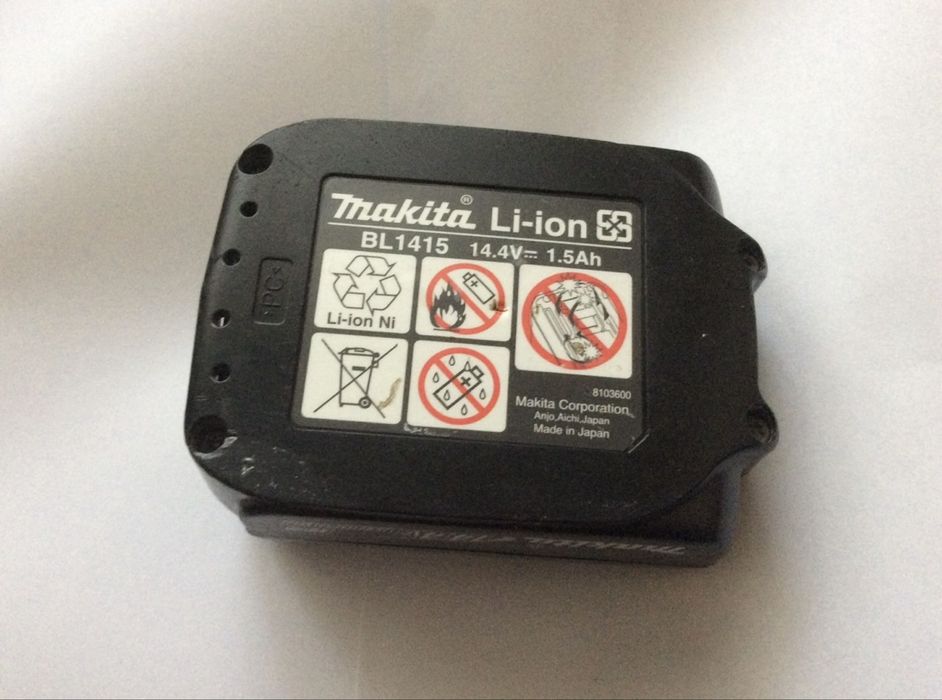 makita® Li-ion
BL1415 14.4V⎓ 1.5Ah
Li-ion Ni
>PC<
8103600
Makita Corporation
Anjo,Aichi,Japan
Made in Japan